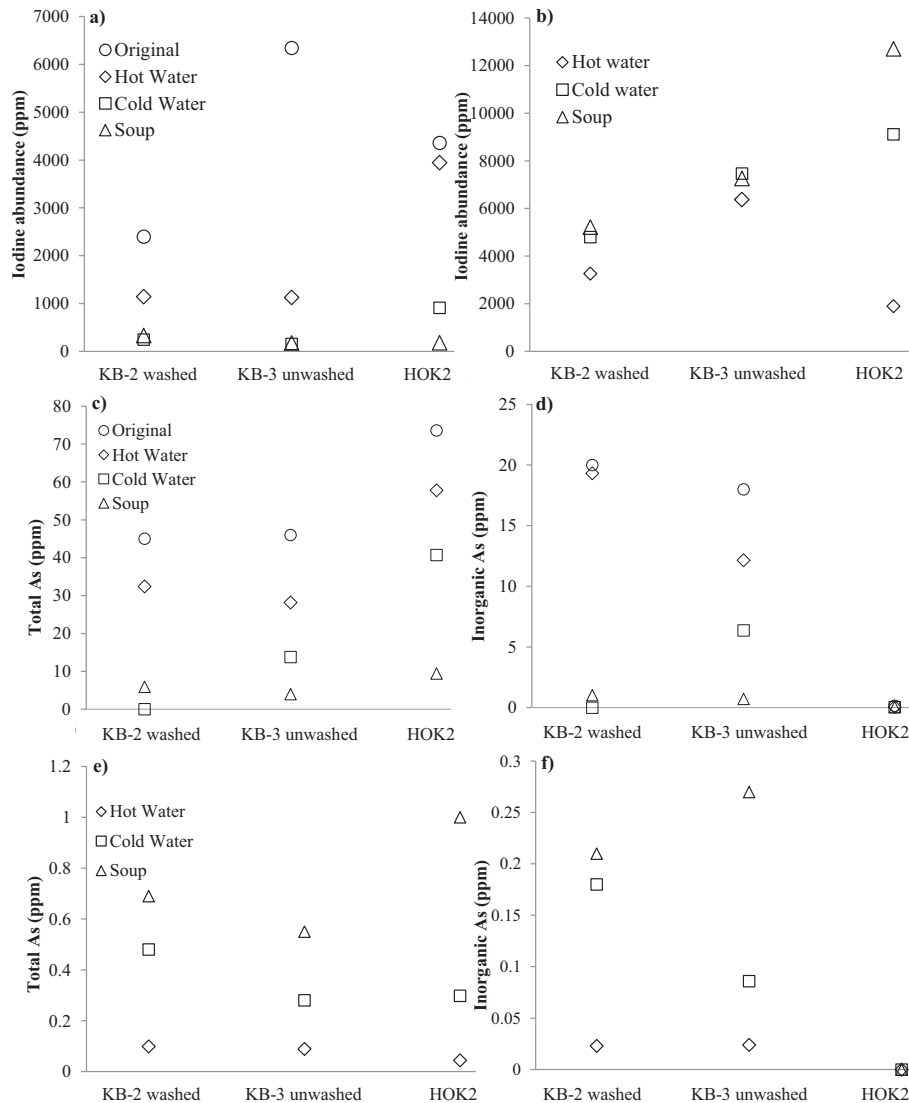 a)
Iodine abundance (ppm)
7000
6000
5000
4000
3000
2000
1000
0
Original
Hot Water
Cold Water
Soup
KB-2 washed
KB-3 unwashed
HOK2
b)
Iodine abundance (ppm)
14000
12000
10000
8000
6000
4000
2000
0
Hot water
Cold water
Soup
KB-2 washed
KB-3 unwashed
HOK2
c)
Total As (ppm)
80
70
60
50
40
30
20
10
0
Original
Hot Water
Cold Water
Soup
KB-2 washed
KB-3 unwashed
HOK2
d)
Inorganic As (ppm)
25
20
15
10
5
0
KB-2 washed
KB-3 unwashed
HOK2
e)
Total As (ppm)
1.2
1
0.8
0.6
0.4
0.2
0
Hot Water
Cold Water
Soup
KB-2 washed
KB-3 unwashed
HOK2
f)
Inorganic As (ppm)
0.3
0.25
0.2
0.15
0.1
0.05
0
KB-2 washed
KB-3 unwashed
HOK2